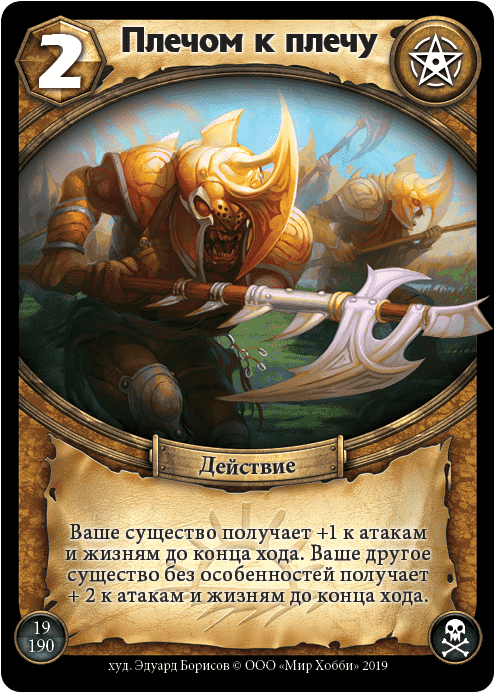 2
Плечом к плечу
Действие
Ваше существо получает +1 к атакам
и жизням до конца хода. Ваше другое
существо без особенностей получает
+ 2 к атакам и жизням до конца хода.
19
190
худ. Эдуард Борисов © ООО «Мир Хобби» 2019